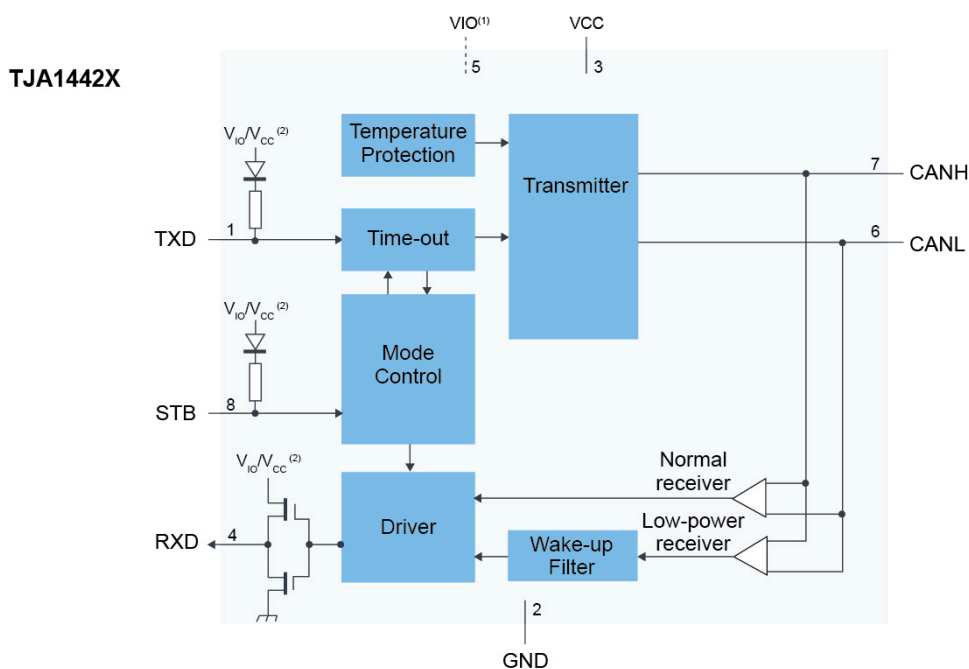 TJA1442X
VIO(1)
5
VCC
3
VIO/VCC(2)
TXD
1
Temperature
Protection
Time-out
Transmitter
7
CANH
6
CANL
VIO/VCC(2)
STB
8
Mode
Control
VIO/VCC(2)
RXD
4
Driver
Normal
receiver
Low-power
receiver
Wake-up
Filter
2
GND